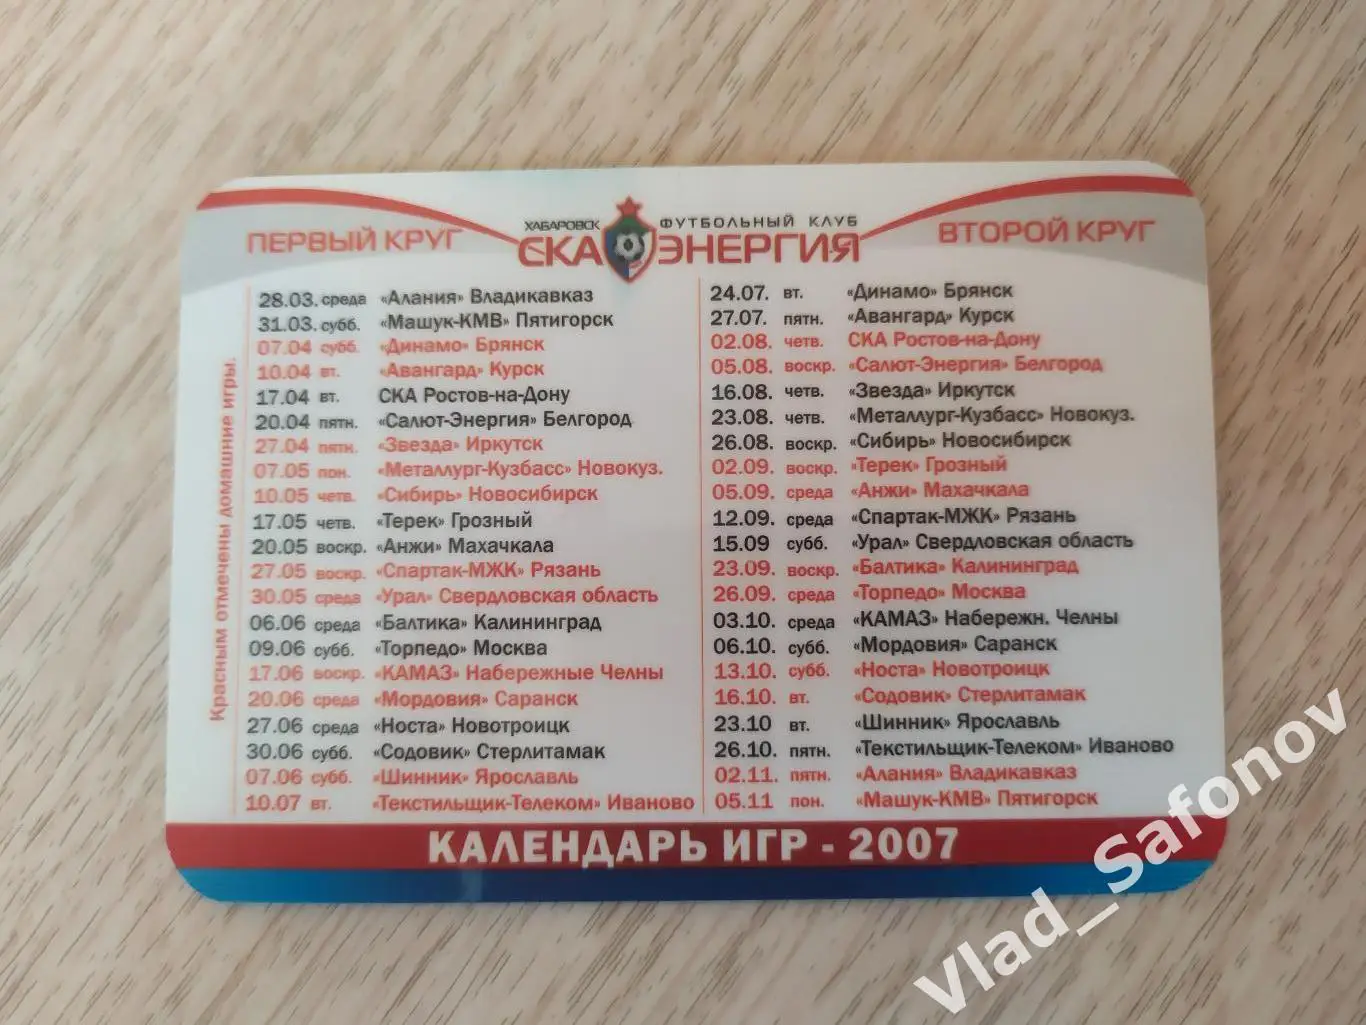 ПЕРВЫЙ КРУГ
ХАБАРОВСК ФУТБОЛЬНЫЙ КЛУБ
СКА ЭНЕРГИЯ
ВТОРОЙ КРУГ
Красным отмечены домашние игры.
28.03. среда «Алания» Владикавказ
31.03. субб. «Машук-КМВ» Пятигорск
07.04 субб. «Динамо» Брянск
10.04 вт. «Авангард» Курск
17.04 вт. СКА Ростов-на-Дону
20.04 пятн. «Салют-Энергия» Белгород
27.04 пятн. «Звезда» Иркутск
07.05 пон. «Металлург-Кузбасс» Новокуз.
10.05 четв. «Сибирь» Новосибирск
17.05 четв. «Терек» Грозный
20.05 воскр. «Анжи» Махачкала
27.05 воскр. «Спартак-МЖК» Рязань
30.05 среда «Урал» Свердловская область
06.06 среда «Балтика» Калининград
09.06 субб. «Торпедо» Москва
17.06 воскр. «КАМАЗ» Набережные Челны
20.06 среда «Мордовия» Саранск
27.06 среда «Носта» Новотроицк
30.06 субб. «Содовик» Стерлитамак
07.06 субб. «Шинник» Ярославль
10.07 вт. «Текстильщик-Телеком» Иваново
24.07. вт. «Динамо» Брянск
27.07. пятн. «Авангард» Курск
02.08. четв. СКА Ростов-на-Дону
05.08. воскр. «Салют-Энергия» Белгород
16.08. четв. «Звезда» Иркутск
23.08. четв. «Металлург-Кузбасс» Новокуз.
26.08. воскр. «Сибирь» Новосибирск
02.09. воскр. «Терек» Грозный
05.09. среда «Анжи» Махачкала
12.09. среда «Спартак-МЖК» Рязань
15.09 субб. «Урал» Свердловская область
23.09. воскр. «Балтика» Калининград
26.09. среда «Торпедо» Москва
03.10. среда «КАМАЗ» Набережн. Челны
06.10. субб. «Мордовия» Саранск
13.10. субб. «Носта» Новотроицк
16.10. вт. «Содовик» Стерлитамак
23.10 вт. «Шинник» Ярославль
26.10. пятн. «Текстильщик-Телеком» Иваново
02.11. пятн. «Алания» Владикавказ
05.11 пон. «Машук-КМВ» Пятигорск
КАЛЕНДАРЬ ИГР - 2007
Vlad_Safonov